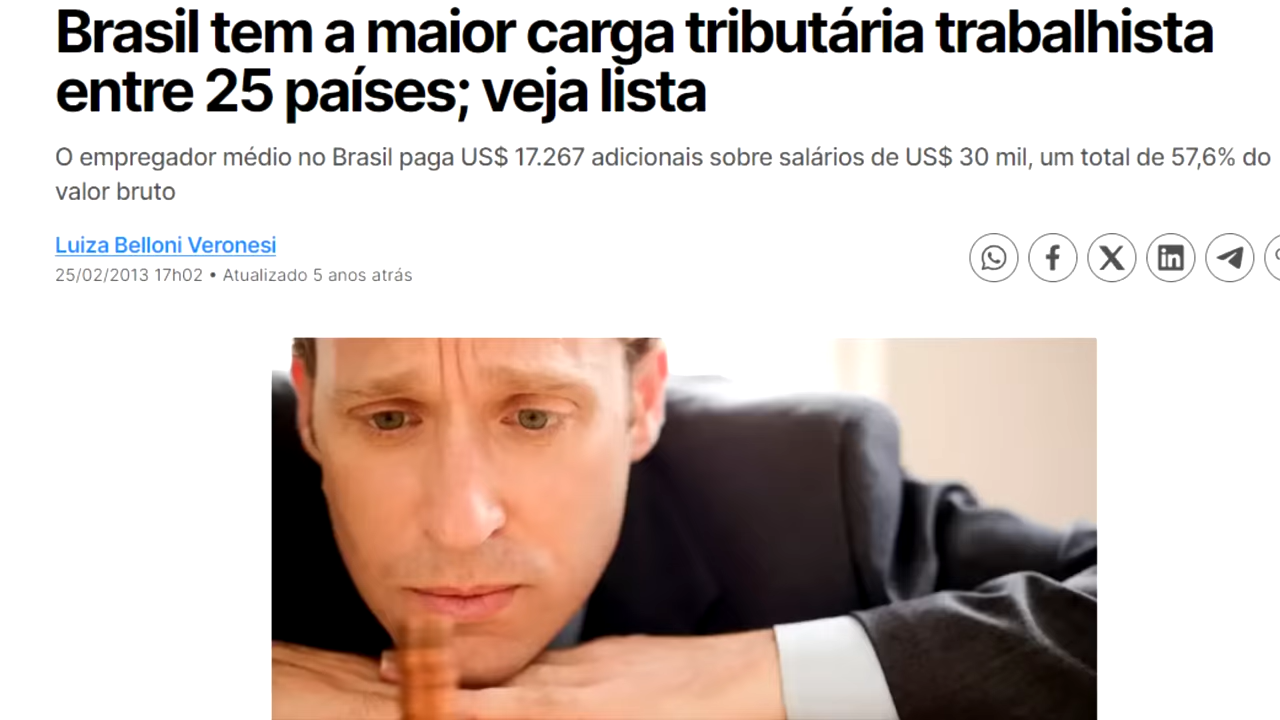 Brasil tem a maior carga tributária trabalhista
entre 25 países; veja lista
O empregador médio no Brasil paga US$ 17.267 adicionais sobre salários de US$ 30 mil, um total de 57,6% do
valor bruto
Luiza Belloni Veronesi
25/02/2013 17h02 • Atualizado 5 anos atrás